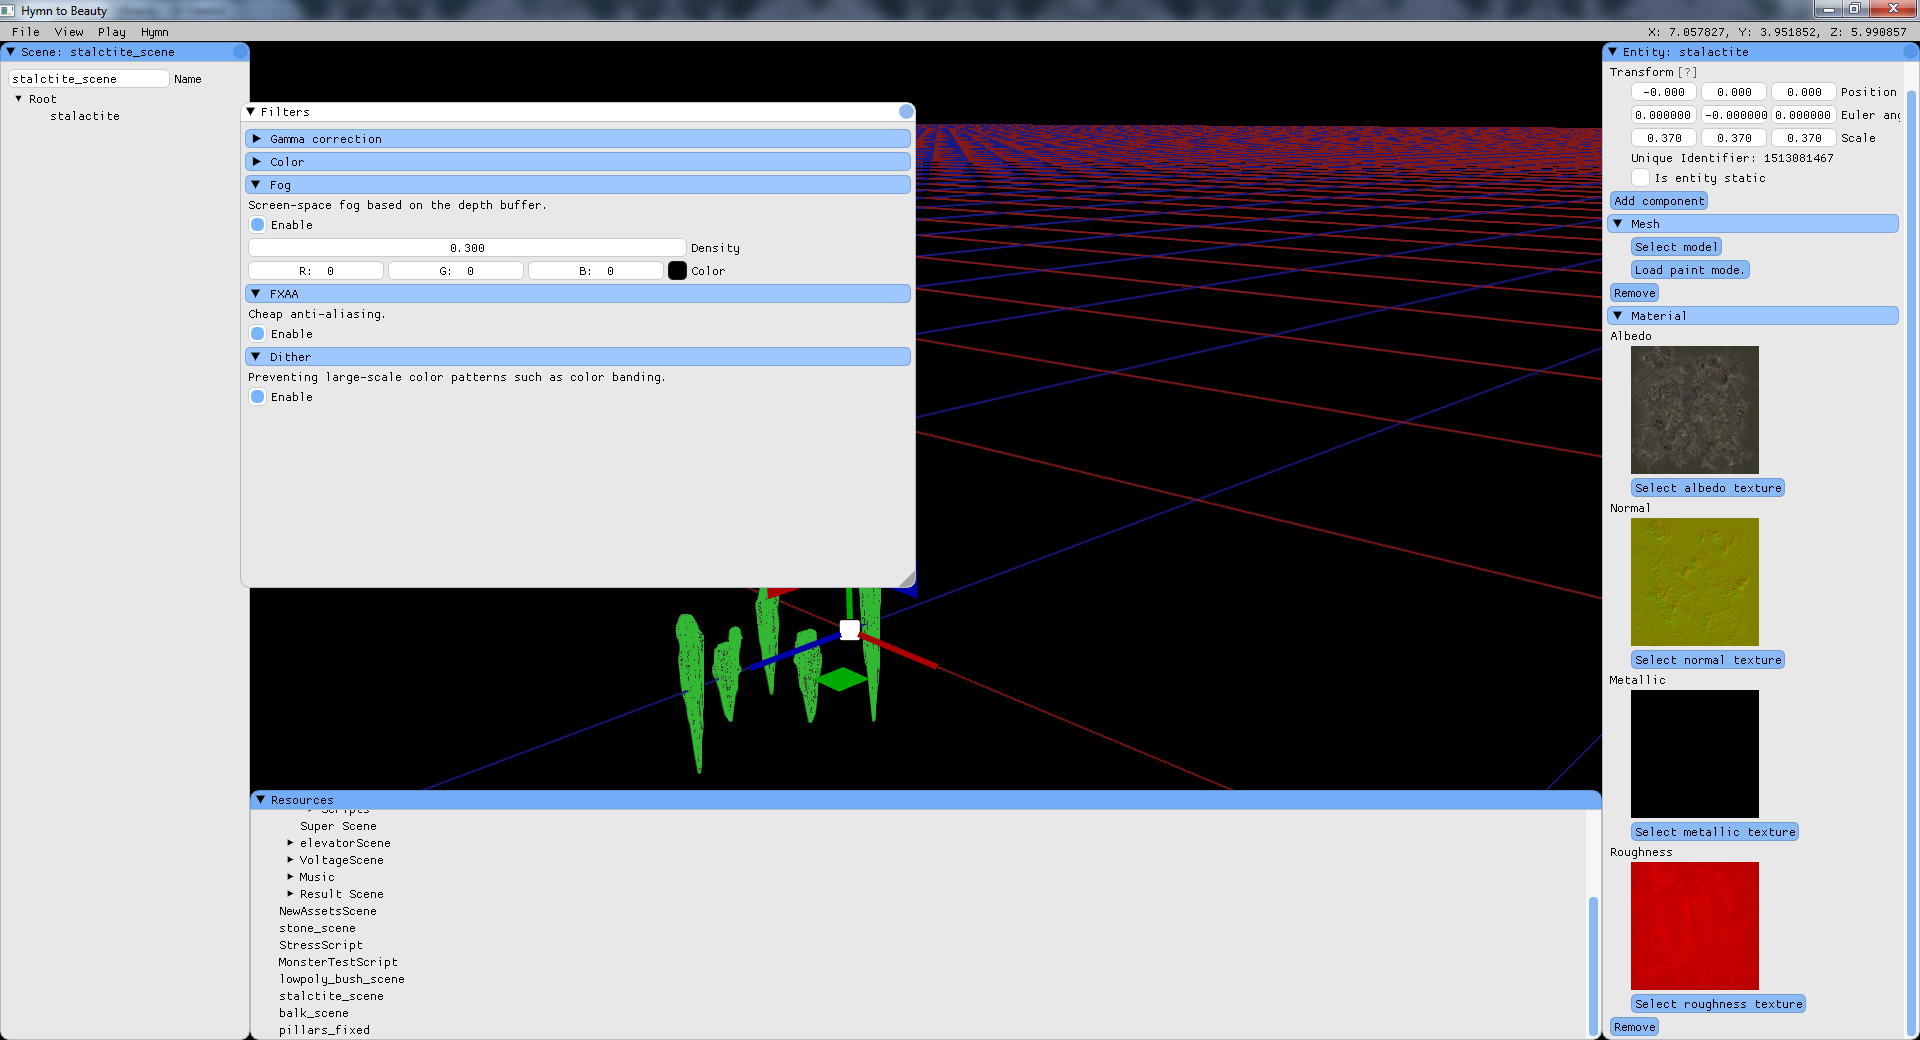 Hymn to Beauty
File View Play Hymn
X: 7.057827, Y: 3.951852, Z: 5.990857
Scene: stalctite_scene
stalctite_scene Name
Root
stalactite
Filters
Gamma correction
Color
Fog
Screen-space fog based on the depth buffer.
Enable
0.300 Density
R: 0 G: 0 B: 0 Color
FXAA
Cheap anti-aliasing.
Enable
Dither
Preventing large-scale color patterns such as color banding.
Enable
Resources
Scripts
Super Scene
elevatorScene
VoltageScene
Music
Result Scene
NewAssetsScene
stone_scene
StressScript
MonsterTestScript
lowpoly_bush_scene
stalctite_scene
balk_scene
pillars_fixed
Entity: stalactite
Transform [?]
-0.000 0.000 0.000 Position
0.000000 -0.000000 0.000000 Euler ang
0.370 0.370 0.370 Scale
Unique Identifier: 1513081467
Is entity static
Add component
Mesh
Select model
Load paint mode.
Remove
Material
Albedo
Select albedo texture
Normal
Select normal texture
Metallic
Select metallic texture
Roughness
Select roughness texture
Remove